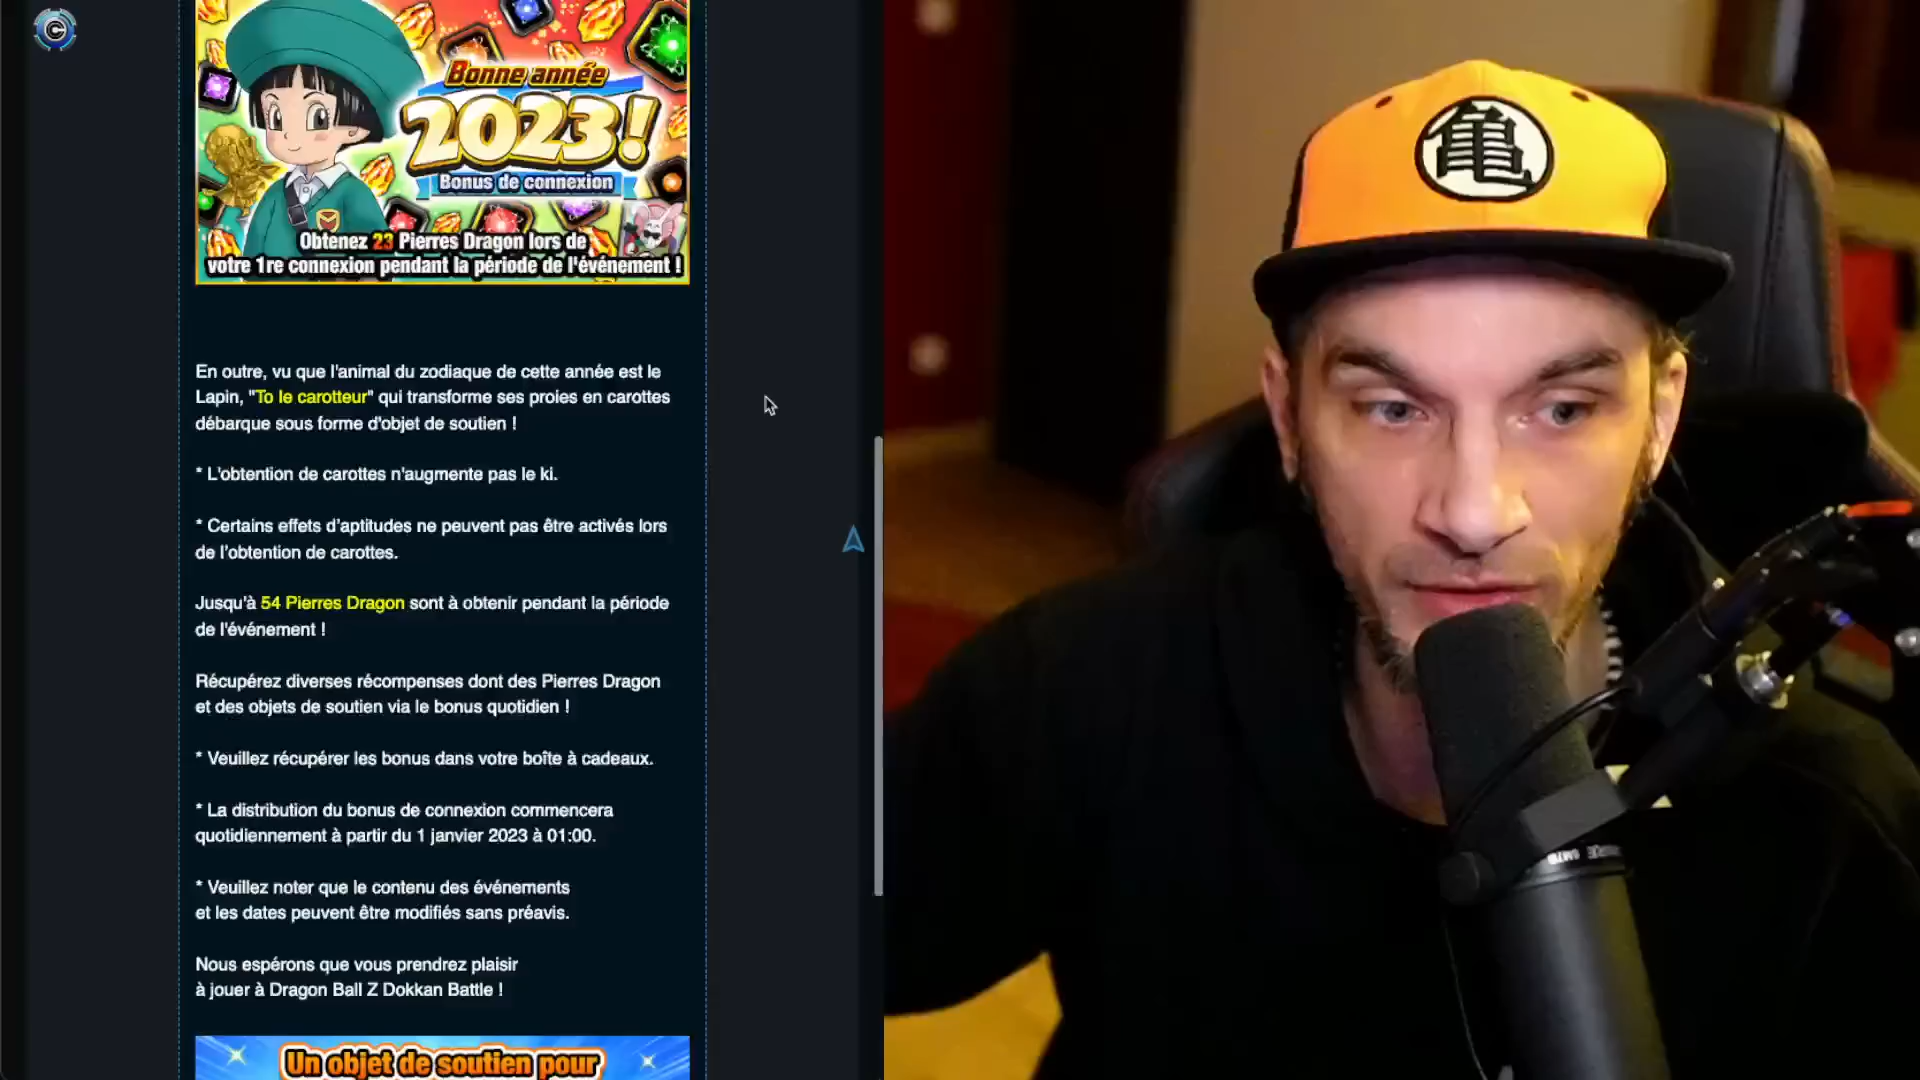 Bonne année
2023!
Bonus de connexion
Obtenez 23 Pierres Dragon lors de
votre 1re connexion pendant la période de l'événement !
En outre, vu que l'animal du zodiaque de cette année est le
Lapin, "To le carotteur" qui transforme ses proies en carottes
débarque sous forme d'objet de soutien !
* L'obtention de carottes n'augmente pas le ki.
* Certains effets d'aptitudes ne peuvent pas être activés lors
de l'obtention de carottes.
Jusqu'à 54 Pierres Dragon sont à obtenir pendant la période
de l'événement !
Récupérez diverses récompenses dont des Pierres Dragon
et des objets de soutien via le bonus quotidien !
* Veuillez récupérer les bonus dans votre boîte à cadeaux.
* La distribution du bonus de connexion commencera
quotidiennement à partir du 1 janvier 2023 à 01:00.
* Veuillez noter que le contenu des événements
et les dates peuvent être modifiés sans préavis.
Nous espérons que vous prendrez plaisir
à jouer à Dragon Ball Z Dokkan Battle !
Un objet de soutien pour
亀